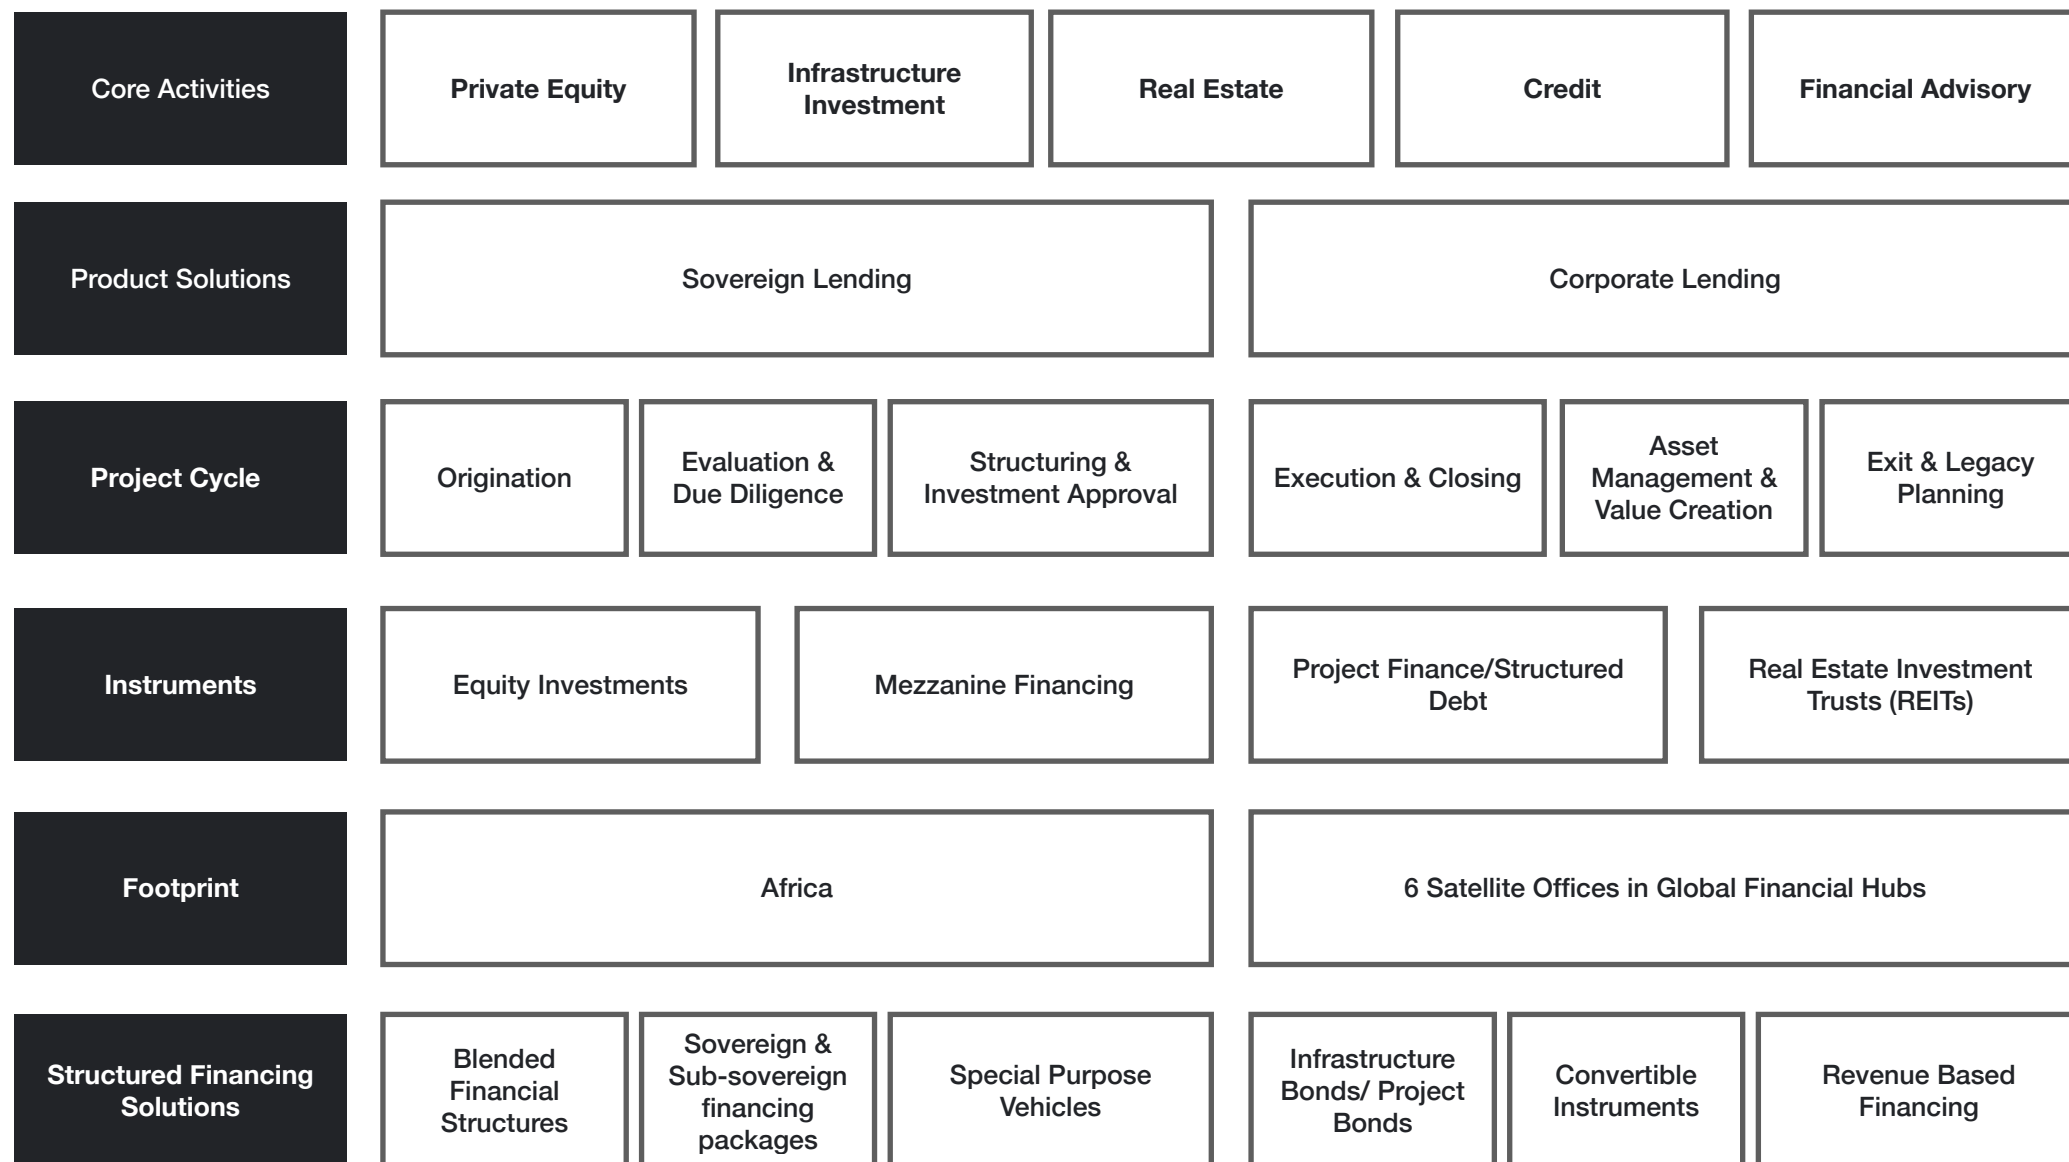 Core Activities
Private Equity
Infrastructure
Investment
Real Estate
Credit
Financial Advisory
Product Solutions
Sovereign Lending
Corporate Lending
Project Cycle
Origination
Evaluation &
Due Diligence
Structuring &
Investment Approval
Execution & Closing
Asset
Management &
Value Creation
Exit & Legacy
Planning
Instruments
Equity Investments
Mezzanine Financing
Project Finance/Structured
Debt
Real Estate Investment
Trusts (REITs)
Footprint
Africa
6 Satellite Offices in Global Financial Hubs
Structured Financing
Solutions
Blended
Financial
Structures
Sovereign &
Sub-sovereign
financing
packages
Special Purpose
Vehicles
Infrastructure
Bonds/ Project
Bonds
Convertible
Instruments
Revenue Based
Financing